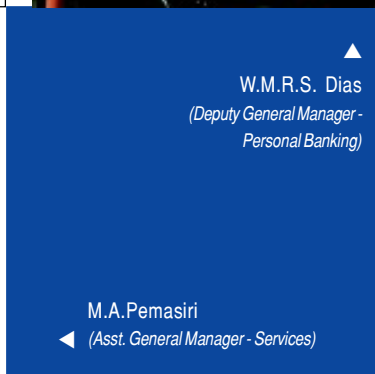 W.M.R.S. Dias
(Deputy General Manager -
Personal Banking)
M.A.Pemasiri
(Asst. General Manager - Services)